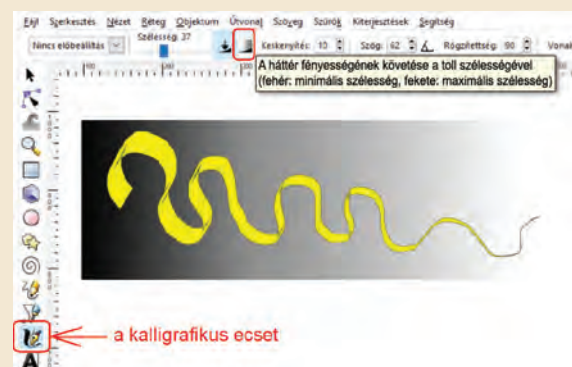 Fájl Szerkesztés Nézet Réteg Objektum Útvonal Szöveg Szűrők Kiterjesztések Segítség
Nincs előbeállítás Szélesség: 37 Keskenyítés: 10 Szög: 62 Rögzítettség: 90 Vonal
A háttér fényességének követése a toll szélességével
(fehér: minimális szélesség, fekete: maximális szélesség)
a kalligrafikus ecset